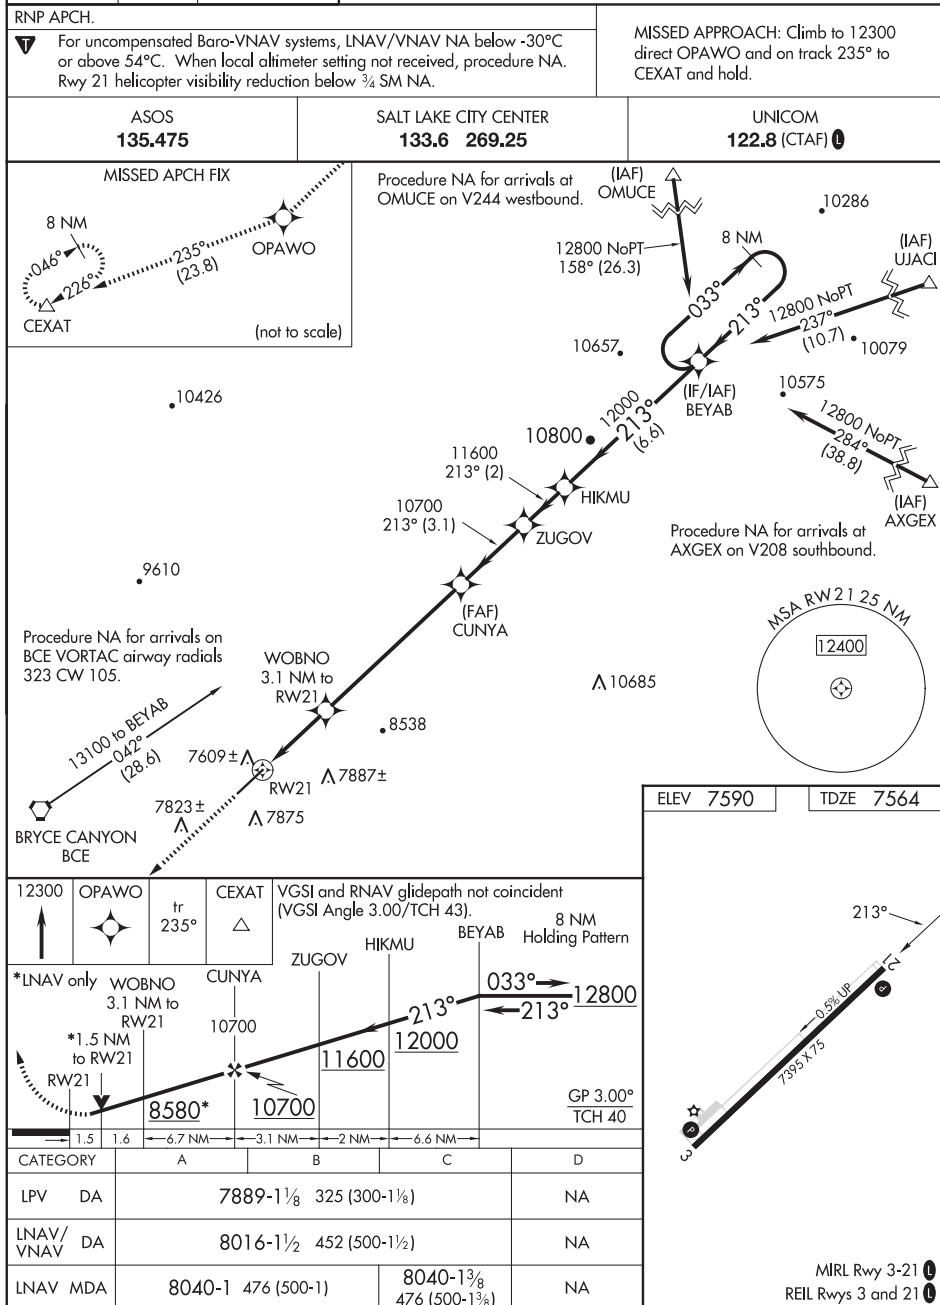 RNP APCH.
T
For uncompensated Baro-VNAV systems, LNAV/VNAV NA below -30°C
or above 54°C. When local altimeter setting not received, procedure NA.
Rwy 21 helicopter visibility reduction below ¾ SM NA.
MISSED APPROACH: Climb to 12300
direct OPAWO and on track 235° to
CEXAT and hold.
ASOS
135.475
SALT LAKE CITY CENTER
133.6 269.25
UNICOM
122.8 (CTAF) L
MISSED APCH FIX
8 NM
046°
226°
CEXAT
235°
(23.8)
OPAWO
(not to scale)
Procedure NA for arrivals at
OMUCE on V244 westbound.
(IAF)
OMUCE
12800 NoPT
158° (26.3)
8 NM
033°
213°
10286
(IAF)
UJACI
12800 NoPT
237°
(10.7)
10079
10657
(IF/IAF)
BEYAB
10575
12800 NoPT
284°
(38.8)
(IAF)
AXGEX
Procedure NA for arrivals at
AXGEX on V208 southbound.
10426
10800
12000
213°
(6.6)
11600
213° (2)
HIKMU
10700
213° (3.1)
ZUGOV
9610
(FAF)
CUNYA
Procedure NA for arrivals on
BCE VORTAC airway radials
323 CW 105.
WOBNO
3.1 NM to
RW21
10685
8538
MSA RW21 25 NM
12400
13100 to BEYAB
042°
(28.6)
BRYCE CANYON
BCE
7609±
RW21
7887±
7823±
7875
ELEV 7590
TDZE 7564
213°
21
P
0.5% UP
7395 X 75
P
3
MIRL Rwy 3-21 L
REIL Rwys 3 and 21 L
12300
OPAWO
tr
235°
CEXAT
VGSI and RNAV glidepath not coincident
(VGSI Angle 3.00/TCH 43).
8 NM
Holding Pattern
BEYAB
HIKMU
ZUGOV
CUNYA
*LNAV only
WOBNO
3.1 NM to
RW21
*1.5 NM
to RW21
RW21
10700
033°
213°
12800
213°
12000
11600
10700
8580*
GP 3.00°
TCH 40
1.5
1.6
6.7 NM
3.1 NM
2 NM
6.6 NM
CATEGORY A B C D
LPV DA 7889-1⅛ 325 (300-1⅛) NA
LNAV/
VNAV DA 8016-1½ 452 (500-1½) NA
LNAV MDA 8040-1 476 (500-1) 8040-1⅜
476 (500-1⅜) NA